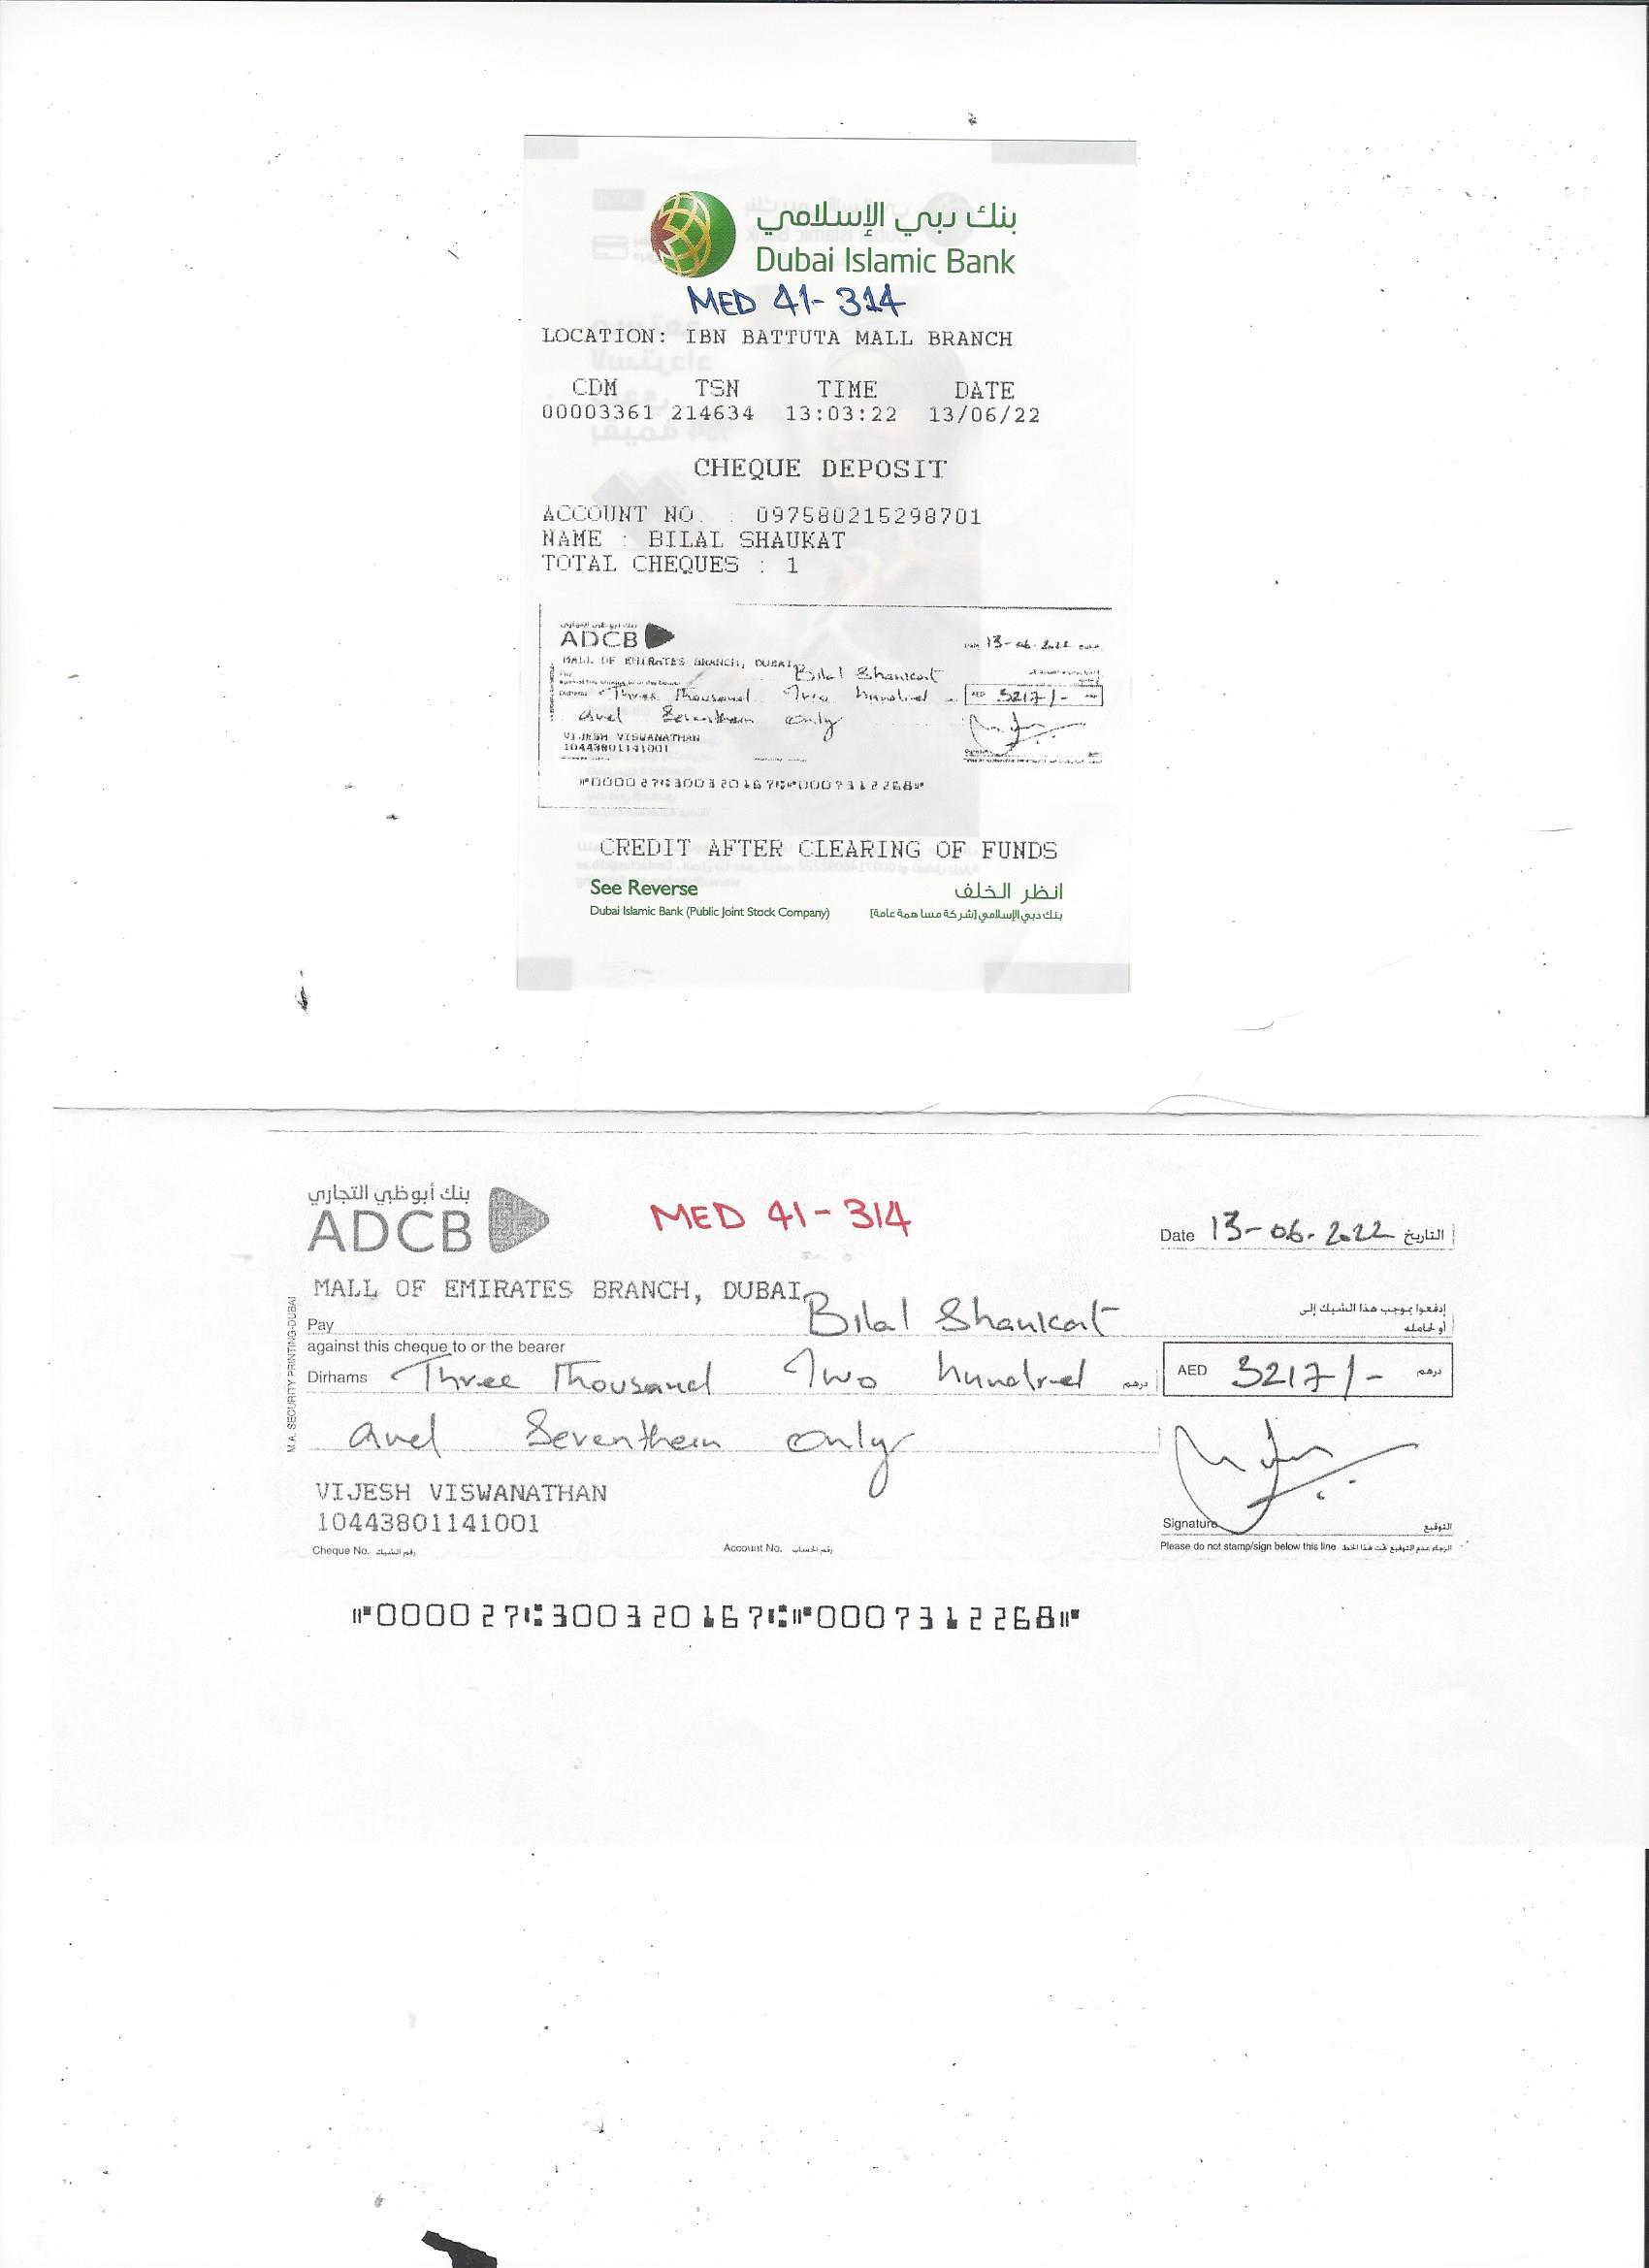 بنك دبي الإسلامي
Dubai Islamic Bank
MED 41-314
LOCATION: IBN BATTUTA MALL BRANCH
CDM TSN TIME DATE
00003361 214634 13:03:22 13/06/22
CHEQUE DEPOSIT
ACCOUNT NO. : 097580215298701
NAME : BILAL SHAUKAT
TOTAL CHEQUES : 1
ADCB
13-06-2022
MALL OF EMIRATES BRANCH, DUBAI
Bilal Shaukat
Three Thousand Two hundred AED 3217/-
and Seventheen only
VIJESH VISWANATHAN
10443801141001
⑈000027⑆300320167⑆⑈0007312268⑈
CREDIT AFTER CLEARING OF FUNDS
See Reverse انظر الخلف
Dubai Islamic Bank (Public Joint Stock Company) بنك دبي الإسلامي (شركة مساهمة عامة)
بنك أبوظبي التجاري
ADCB
MED 41-314
Date 13-06-2022 التاريخ
MALL OF EMIRATES BRANCH, DUBAI
إدفعوا بموجب هذا الشيك إلى
Pay Bilal Shaukat أو لحامله
against this cheque to or the bearer
Dirhams Three Thousand Two hundred درهم AED 3217/- درهم
and Seventheen only
M.A. SECURITY PRINTING-DUBAI
VIJESH VISWANATHAN
10443801141001
Signature التوقيع
Cheque No. رقم الشيك Account No. رقم الحساب Please do not stamp/sign below this line الرجاء عدم التوقيع تحت هذا الخط
⑈000027⑆300320167⑆⑈0007312268⑈